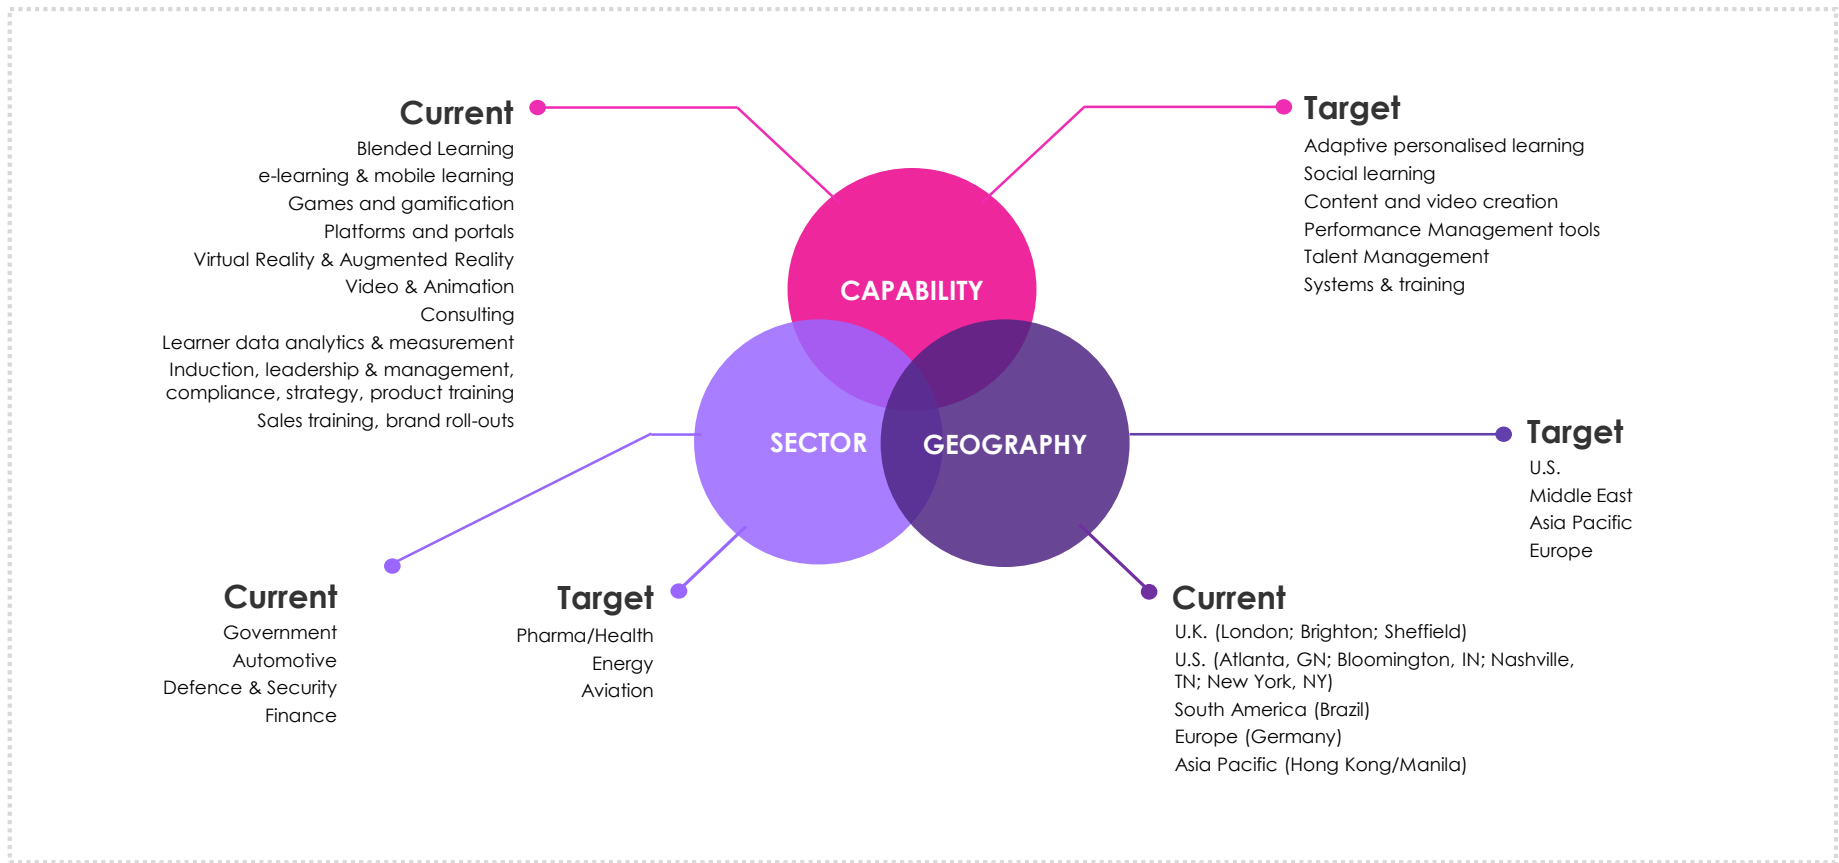 Current
Blended Learning
e-learning & mobile learning
Games and gamification
Platforms and portals
Virtual Reality & Augmented Reality
Video & Animation
Consulting
Learner data analytics & measurement
Induction, leadership & management,
compliance, strategy, product training
Sales training, brand roll-outs
Target
Adaptive personalised learning
Social learning
Content and video creation
Performance Management tools
Talent Management
Systems & training
CAPABILITY
SECTOR
GEOGRAPHY
Target
U.S.
Middle East
Asia Pacific
Europe
Current
Government
Automotive
Defence & Security
Finance
Target
Pharma/Health
Energy
Aviation
Current
U.K. (London; Brighton; Sheffield)
U.S. (Atlanta, GN; Bloomington, IN; Nashville,
TN; New York, NY)
South America (Brazil)
Europe (Germany)
Asia Pacific (Hong Kong/Manila)